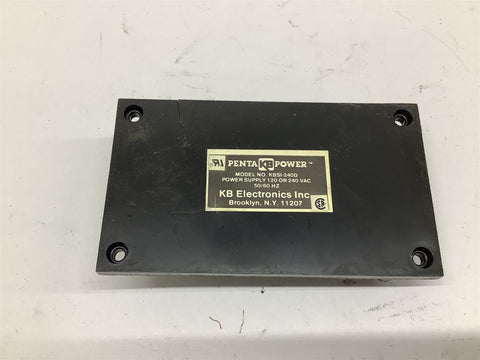 PENTA KB POWER™
MODEL NO. KBSI-240D
POWER SUPPLY 120 OR 240 VAC
50/60 HZ
KB Electronics Inc
Brooklyn, N.Y. 11207